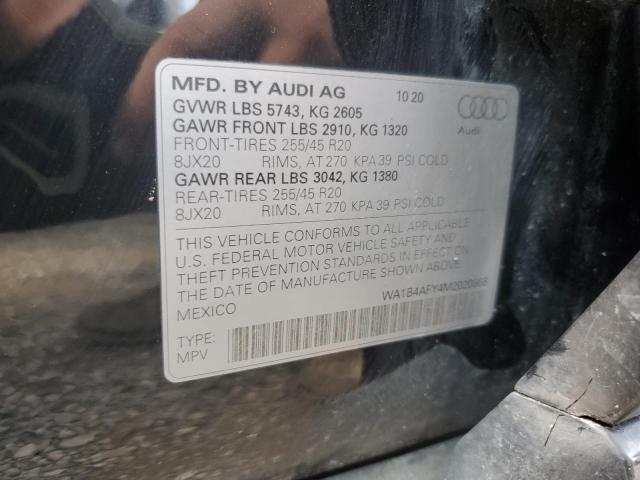 MFD. BY AUDI AG 10 20
GVWR LBS 5743, KG 2605
GAWR FRONT LBS 2910, KG 1320 Audi
FRONT-TIRES 255/45 R20
8JX20 RIMS, AT 270 KPA 39 PSI COLD
GAWR REAR LBS 3042, KG 1380
REAR-TIRES 255/45 R20
8JX20 RIMS, AT 270 KPA 39 PSI COLD
THIS VEHICLE CONFORMS TO ALL APPLICABLE
U.S. FEDERAL MOTOR VEHICLE SAFETY AND
THEFT PREVENTION STANDARDS IN EFFECT ON
THE DATE OF MANUFACTURE SHOWN ABOVE
MEXICO
TYPE:
MPV